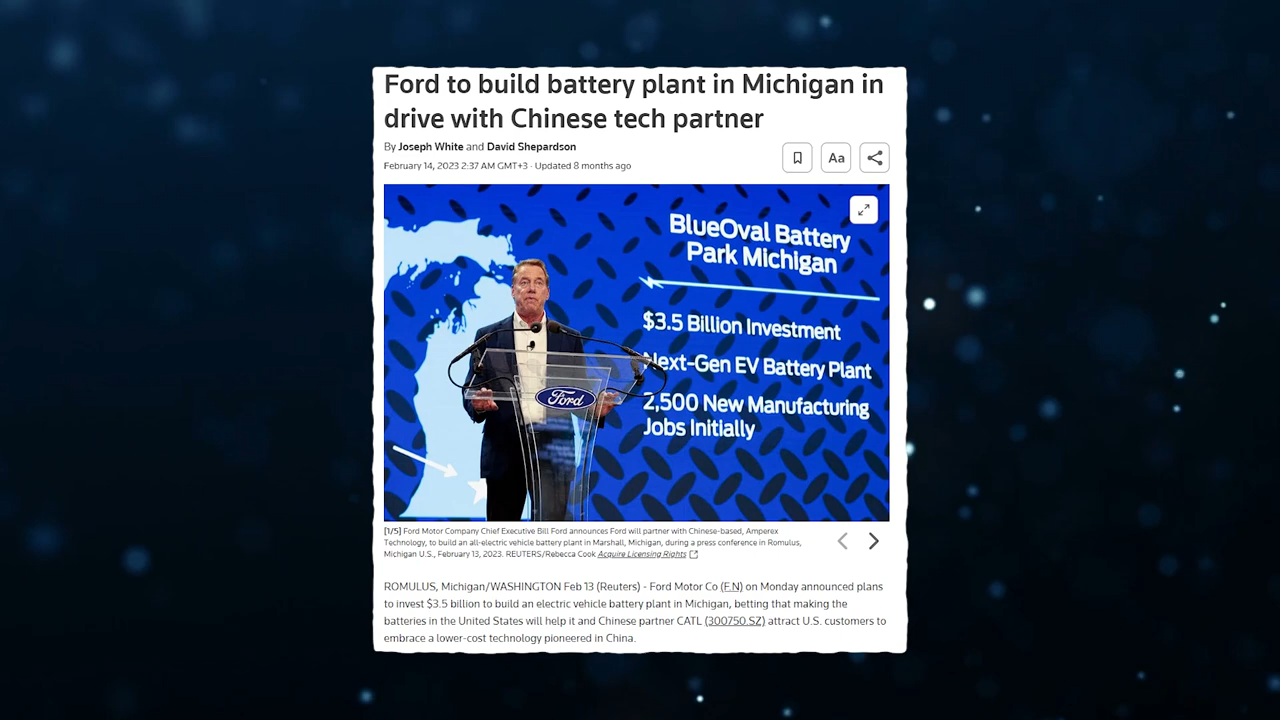 Ford to build battery plant in Michigan in
drive with Chinese tech partner
By Joseph White and David Shepardson
February 14, 2023 2:37 AM GMT+3 · Updated 8 months ago
Aa
BlueOval Battery
Park Michigan
$3.5 Billion Investment
Next-Gen EV Battery Plant
2,500 New Manufacturing
Jobs Initially
Ford
[1/5] Ford Motor Company Chief Executive Bill Ford announces Ford will partner with Chinese-based, Amperex
Technology, to build an all-electric vehicle battery plant in Marshall, Michigan, during a press conference in Romulus,
Michigan U.S., February 13, 2023. REUTERS/Rebecca Cook Acquire Licensing Rights
ROMULUS, Michigan/WASHINGTON Feb 13 (Reuters) - Ford Motor Co (F.N) on Monday announced plans
to invest $3.5 billion to build an electric vehicle battery plant in Michigan, betting that making the
batteries in the United States will help it and Chinese partner CATL (300750.SZ) attract U.S. customers to
embrace a lower-cost technology pioneered in China.